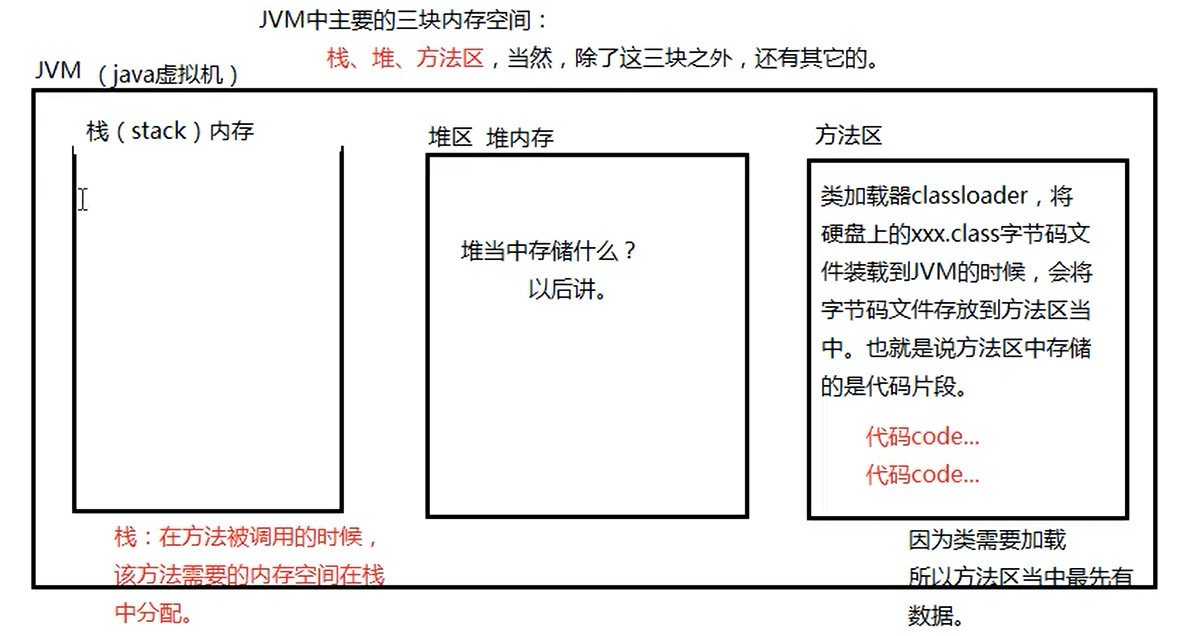 JVM中主要的三块内存空间：
栈、堆、方法区，当然，除了这三块之外，还有其它的。
JVM （java虚拟机）
栈（stack）内存
堆区 堆内存
堆当中存储什么？
以后讲。
方法区
类加载器classloader，将
硬盘上的xxx.class字节码文
件装载到JVM的时候，会将
字节码文件存放到方法区当
中。也就是说方法区中存储
的是代码片段。
代码code...
代码code...
栈：在方法被调用的时候，
该方法需要的内存空间在栈
中分配。
因为类需要加载
所以方法区当中最先有
数据。